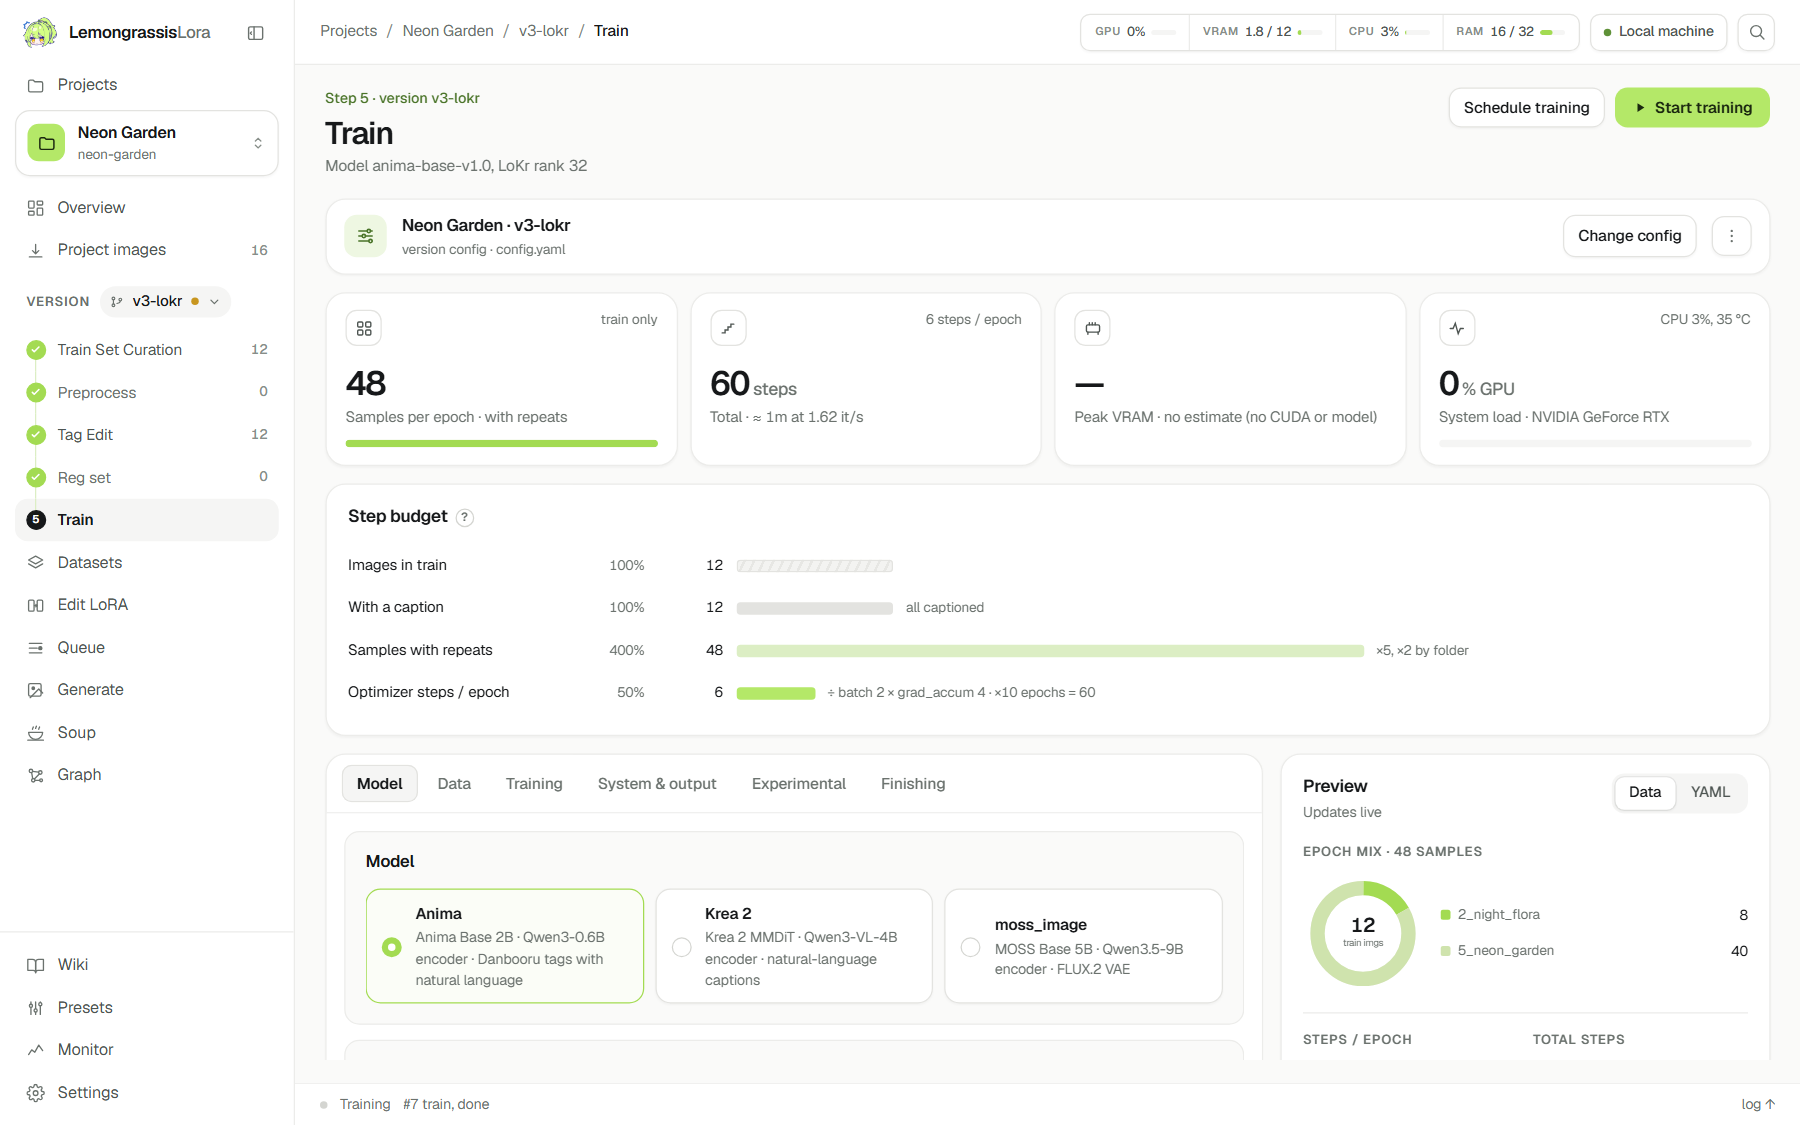 LemongrassisLora
Projects
Neon Garden
neon-garden
Overview
Project images 16
VERSION v3-lokr
Train Set Curation 12
Preprocess 0
Tag Edit 12
Reg set 0
5 Train
Datasets
Edit LoRA
Queue
Generate
Soup
Graph
Wiki
Presets
Monitor
Settings
Projects / Neon Garden / v3-lokr / Train
GPU 0% VRAM 1.8 / 12 CPU 3% RAM 16 / 32 Local machine
Step 5 · version v3-lokr
Train
Model anima-base-v1.0, LoKr rank 32
Schedule training Start training
Neon Garden · v3-lokr
version config · config.yaml
Change config
train only
48
Samples per epoch · with repeats
6 steps / epoch
60 steps
Total · ≈ 1m at 1.62 it/s
—
Peak VRAM · no estimate (no CUDA or model)
CPU 3%, 35 °C
0 % GPU
System load · NVIDIA GeForce RTX
Step budget ?
Images in train 100% 12
With a caption 100% 12 all captioned
Samples with repeats 400% 48 ×5, ×2 by folder
Optimizer steps / epoch 50% 6 ÷ batch 2 × grad_accum 4 · ×10 epochs = 60
Model Data Training System & output Experimental Finishing
Model
Anima
Anima Base 2B · Qwen3-0.6B
encoder · Danbooru tags with
natural language
Krea 2
Krea 2 MMDiT · Qwen3-VL-4B
encoder · natural-language
captions
moss_image
MOSS Base 5B · Qwen3.5-9B
encoder · FLUX.2 VAE
Preview
Updates live
Data YAML
EPOCH MIX · 48 SAMPLES
12
train imgs
2_night_flora 8
5_neon_garden 40
STEPS / EPOCH TOTAL STEPS
Training #7 train, done
log ↑